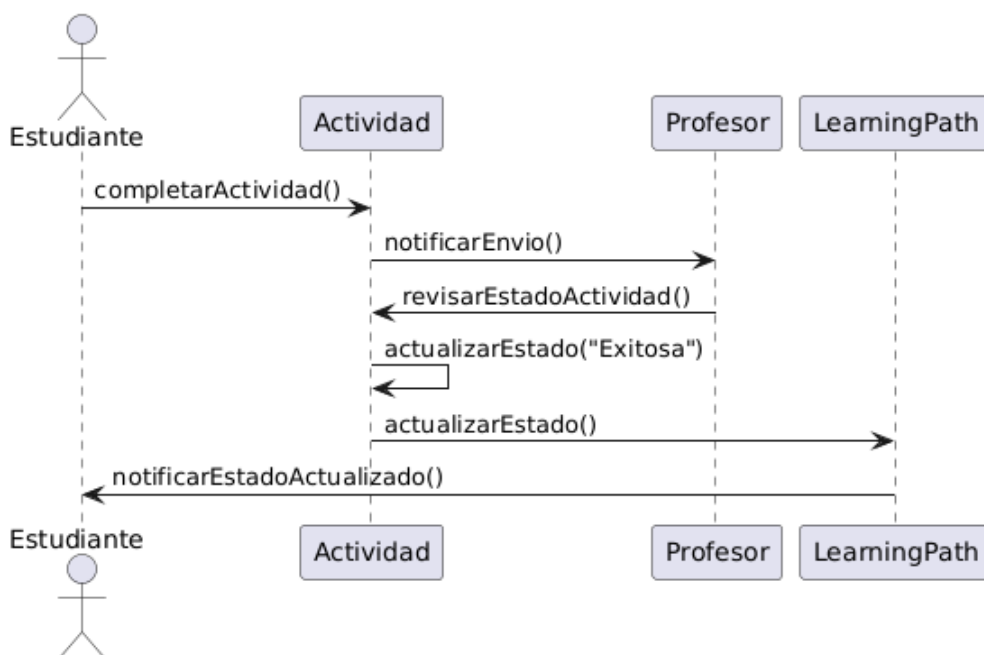 Estudiante
Actividad
Profesor
LearningPath
completarActividad()
notificarEnvio()
revisarEstadoActividad()
actualizarEstado("Exitosa")
actualizarEstado()
notificarEstadoActualizado()
Estudiante
Actividad
Profesor
LearningPath